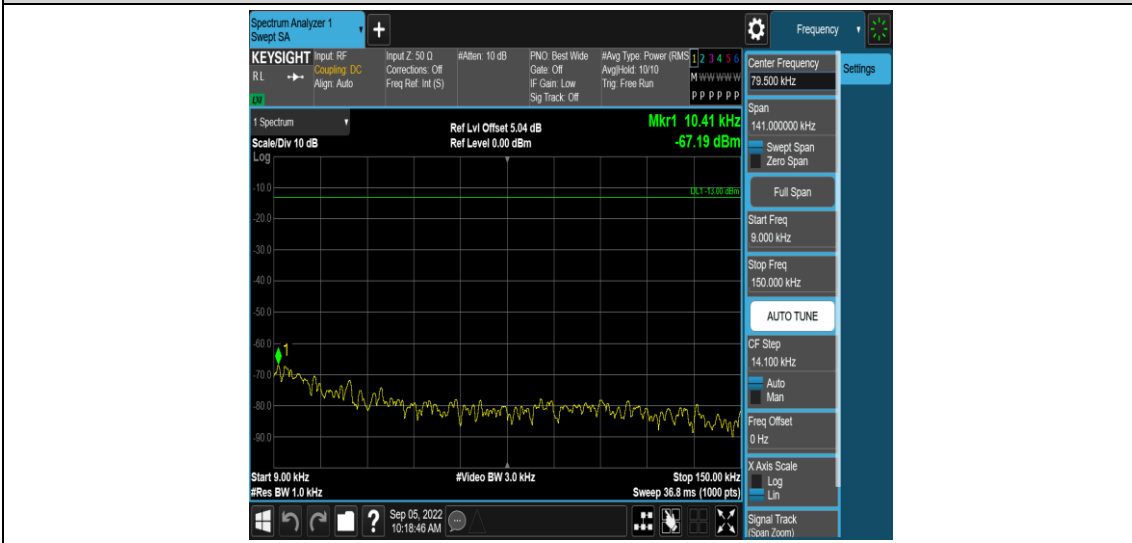 Spectrum Analyzer 1
Swept SA
+
Frequency
KEYSIGHT
RL
LXI
Input: RF
Coupling: DC
Align: Auto
Input Z: 50 Ω
Corrections: Off
Freq Ref: Int (S)
#Atten: 10 dB
PNO: Best Wide
Gate: Off
IF Gain: Low
Sig Track: Off
#Avg Type: Power (RMS
Avg|Hold: 10/10
Trig: Free Run
1 2 3 4 5 6
M W W W W W
P P P P P P
1 Spectrum
Scale/Div 10 dB
Ref Lvl Offset 5.04 dB
Ref Level 0.00 dBm
Mkr1 10.41 kHz
-67.19 dBm
Log
DL1 -13.00 dBm
-10.0
-20.0
-30.0
-40.0
-50.0
-60.0
1
-70.0
-80.0
-90.0
Start 9.00 kHz
#Video BW 3.0 kHz
Stop 150.00 kHz
#Res BW 1.0 kHz
Sweep 36.8 ms (1000 pts)
?
Sep 05, 2022
10:18:46 AM
Center Frequency
79.500 kHz
Span
141.000000 kHz
Swept Span
Zero Span
Full Span
Start Freq
9.000 kHz
Stop Freq
150.000 kHz
AUTO TUNE
CF Step
14.100 kHz
Auto
Man
Freq Offset
0 Hz
X Axis Scale
Log
Lin
Signal Track
(Span Zoom)
Settings